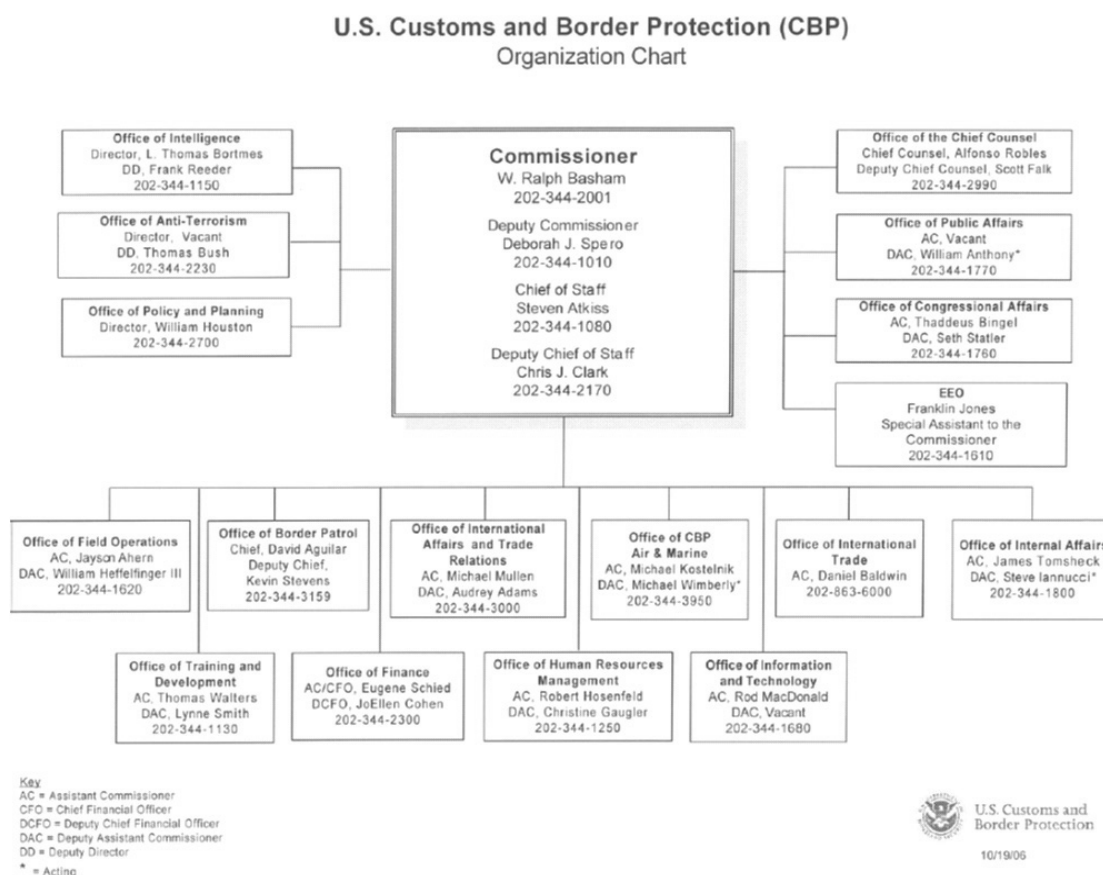 U.S. Customs and Border Protection (CBP)
Organization Chart
Office of Intelligence
Director, L. Thomas Bortmes
DD, Frank Reeder
202-344-1150
Office of Anti-Terrorism
Director, Vacant
DD, Thomas Bush
202-344-2230
Office of Policy and Planning
Director, William Houston
202-344-2700
Commissioner
W. Ralph Basham
202-344-2001
Deputy Commissioner
Deborah J. Spero
202-344-1010
Chief of Staff
Steven Atkiss
202-344-1080
Deputy Chief of Staff
Chris J. Clark
202-344-2170
Office of the Chief Counsel
Chief Counsel, Alfonso Robles
Deputy Chief Counsel, Scott Falk
202-344-2990
Office of Public Affairs
AC, Vacant
DAC, William Anthony*
202-344-1770
Office of Congressional Affairs
AC, Thaddeus Bingel
DAC, Seth Statler
202-344-1760
EEO
Franklin Jones
Special Assistant to the
Commissioner
202-344-1610
Office of Field Operations
AC, Jayson Ahern
DAC, William Heffelfinger III
202-344-1620
Office of Border Patrol
Chief, David Aguilar
Deputy Chief,
Kevin Stevens
202-344-3159
Office of International
Affairs and Trade
Relations
AC, Michael Mullen
DAC, Audrey Adams
202-344-3000
Office of CBP
Air & Marine
AC, Michael Kostelnik
DAC, Michael Wimberly*
202-344-3950
Office of International
Trade
AC, Daniel Baldwin
202-863-6000
Office of Internal Affairs
AC, James Tomsheck
DAC, Steve Iannucci*
202-344-1800
Office of Training and
Development
AC, Thomas Walters
DAC, Lynne Smith
202-344-1130
Office of Finance
AC/CFO, Eugene Schied
DCFO, JoEllen Cohen
202-344-2300
Office of Human Resources
Management
AC, Robert Hosenfeld
DAC, Christine Gaugler
202-344-1250
Office of Information
and Technology
AC, Rod MacDonald
DAC, Vacant
202-344-1680
Key
AC = Assistant Commissioner
CFO = Chief Financial Officer
DCFO = Deputy Chief Financial Officer
DAC = Deputy Assistant Commissioner
DD = Deputy Director
* = Acting
U.S. Customs and
Border Protection
10/19/06